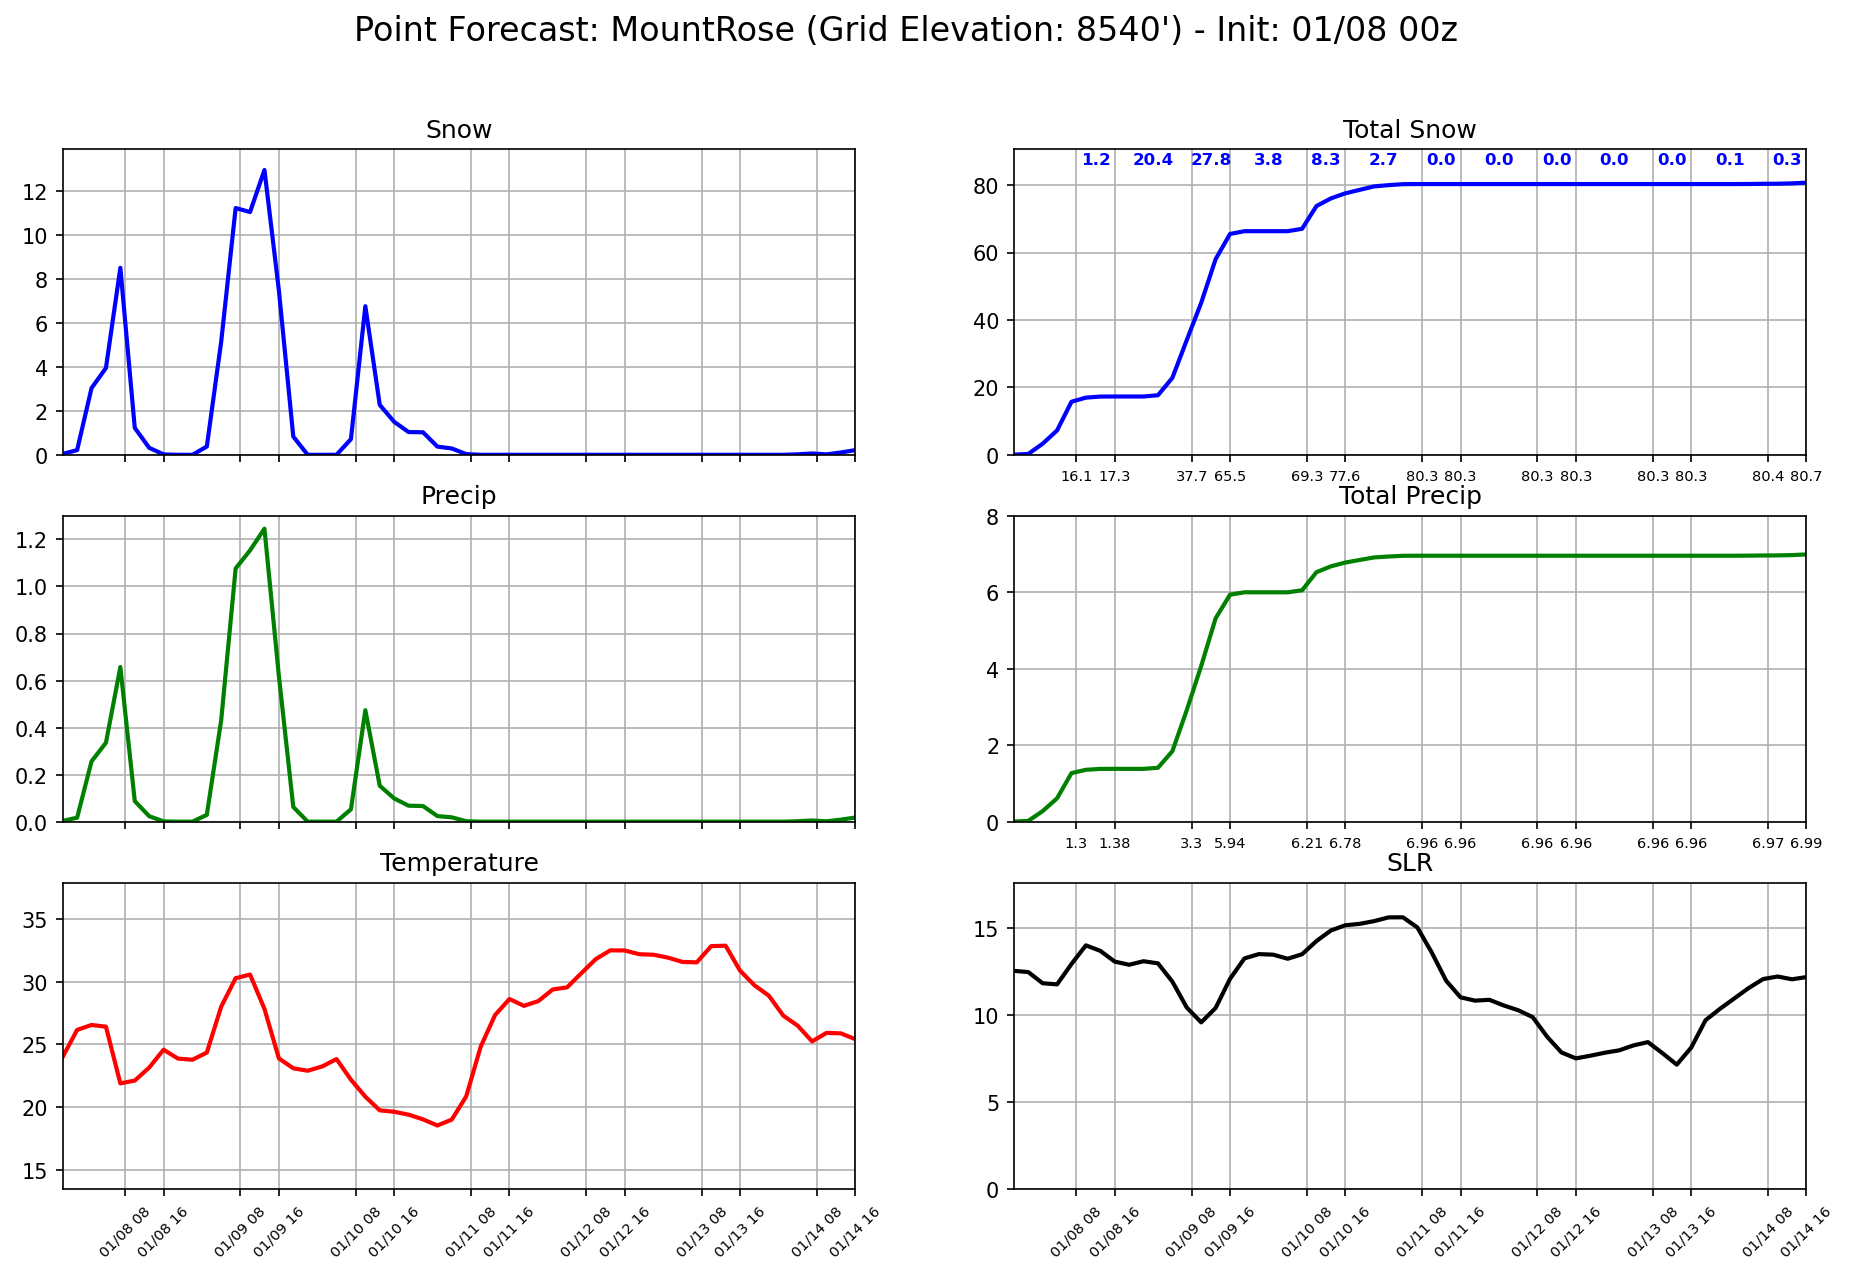 Point Forecast: MountRose (Grid Elevation: 8540') - Init: 01/08 00z
Snow
12
10
8
6
4
2
0
Total Snow
1.2 20.4 27.8 3.8 8.3 2.7 0.0 0.0 0.0 0.0 0.0 0.1 0.3
80
60
40
20
0
16.1 17.3 37.7 65.5 69.3 77.6 80.3 80.3 80.3 80.3 80.3 80.3 80.4 80.7
Precip
1.2
1.0
0.8
0.6
0.4
0.2
0.0
Total Precip
8
6
4
2
0
1.3 1.38 3.3 5.94 6.21 6.78 6.96 6.96 6.96 6.96 6.96 6.96 6.97 6.99
Temperature
35
30
25
20
15
01/08 08 01/08 16 01/09 08 01/09 16 01/10 08 01/10 16 01/11 08 01/11 16 01/12 08 01/12 16 01/13 08 01/13 16 01/14 08 01/14 16
SLR
15
10
5
0
01/08 08 01/08 16 01/09 08 01/09 16 01/10 08 01/10 16 01/11 08 01/11 16 01/12 08 01/12 16 01/13 08 01/13 16 01/14 08 01/14 16